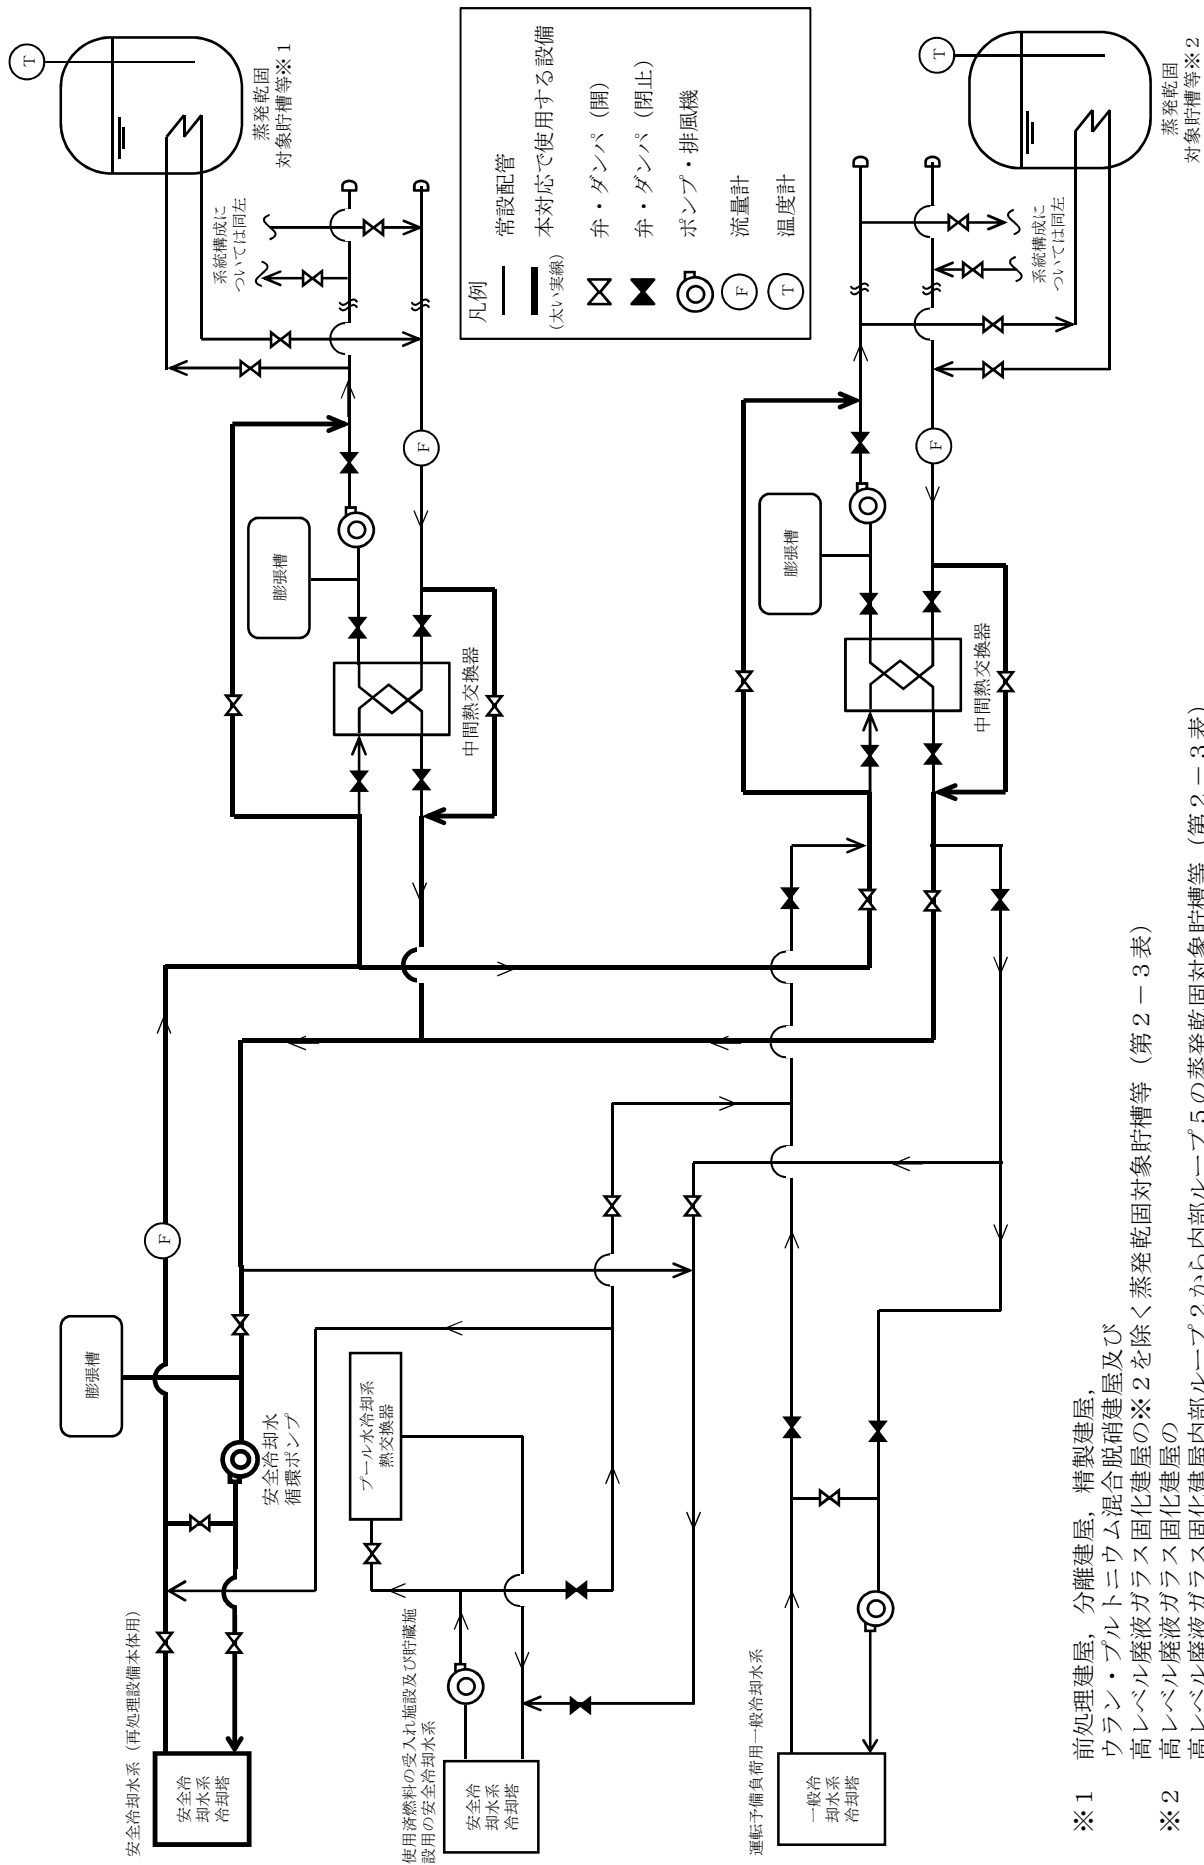 安全冷却水系（再処理設備本体用）
安全冷
却水系
冷却塔
膨張槽
安全冷却水
循環ポンプ
F
使用済燃料の受入れ施設及び貯蔵施
設用の安全冷却水系
安全冷
却水系
冷却塔
プール水冷却系
熱交換器
運転予備負荷用一般冷却水系
一般冷
却水系
冷却塔
膨張槽
中間熱交換器
F
系統構成に
ついては同左
T
蒸発乾固
対象貯槽等※１
膨張槽
中間熱交換器
F
系統構成に
ついては同左
T
蒸発乾固
対象貯槽等※２
凡例
常設配管
本対応で使用する設備
(太い実線)
弁・ダンパ（開）
弁・ダンパ（閉止）
ポンプ・排風機
F
流量計
T
温度計
※１　前処理建屋，分離建屋，精製建屋，
ウラン・プルトニウム混合脱硝建屋及び
高レベル廃液ガラス固化建屋の※２を除く蒸発乾固対象貯槽等（第２－３表）
※２　高レベル廃液ガラス固化建屋の
高レベル廃液ガラス固化建屋内部ループ２から内部ループ５の蒸発乾固対象貯槽等（第２－３表）